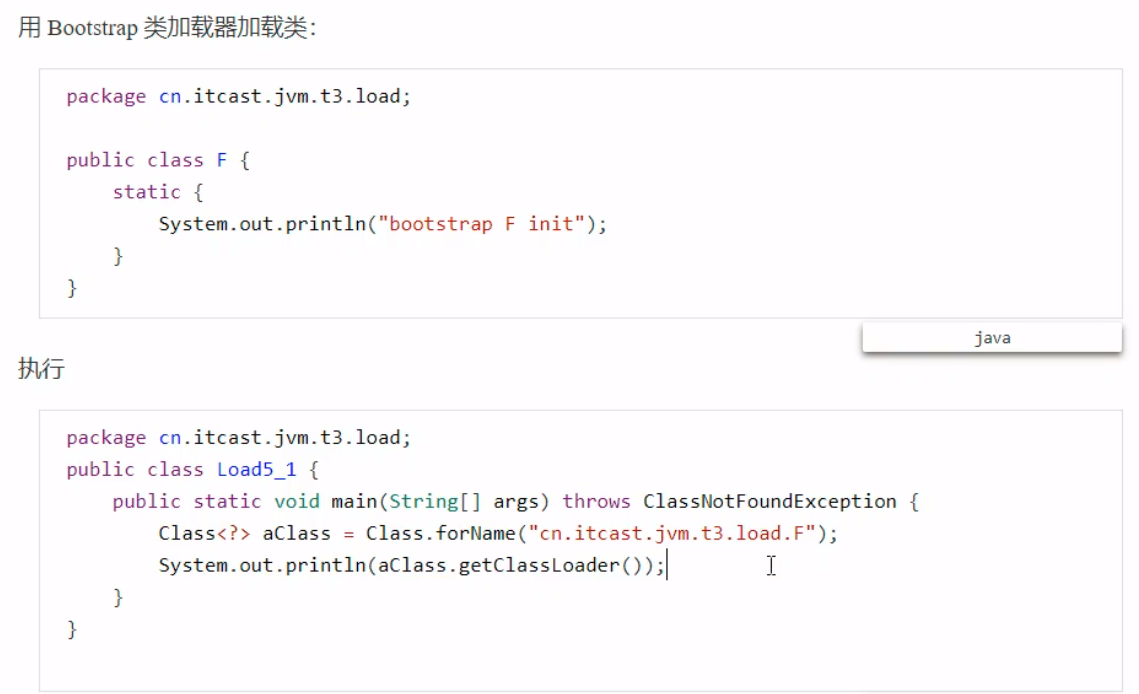 用 Bootstrap 类加载器加载类：
package cn.itcast.jvm.t3.load;
public class F {
static {
System.out.println("bootstrap F init");
}
}
java
执行
package cn.itcast.jvm.t3.load;
public class Load5_1 {
public static void main(String[] args) throws ClassNotFoundException {
Class<?> aClass = Class.forName("cn.itcast.jvm.t3.load.F");
System.out.println(aClass.getClassLoader());
}
}